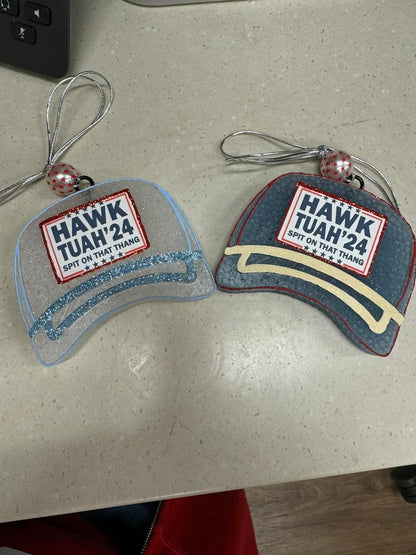 HAWK
TUAH'24
SPIT ON THAT THANG
HAWK
TUAH'24
SPIT ON THAT THANG